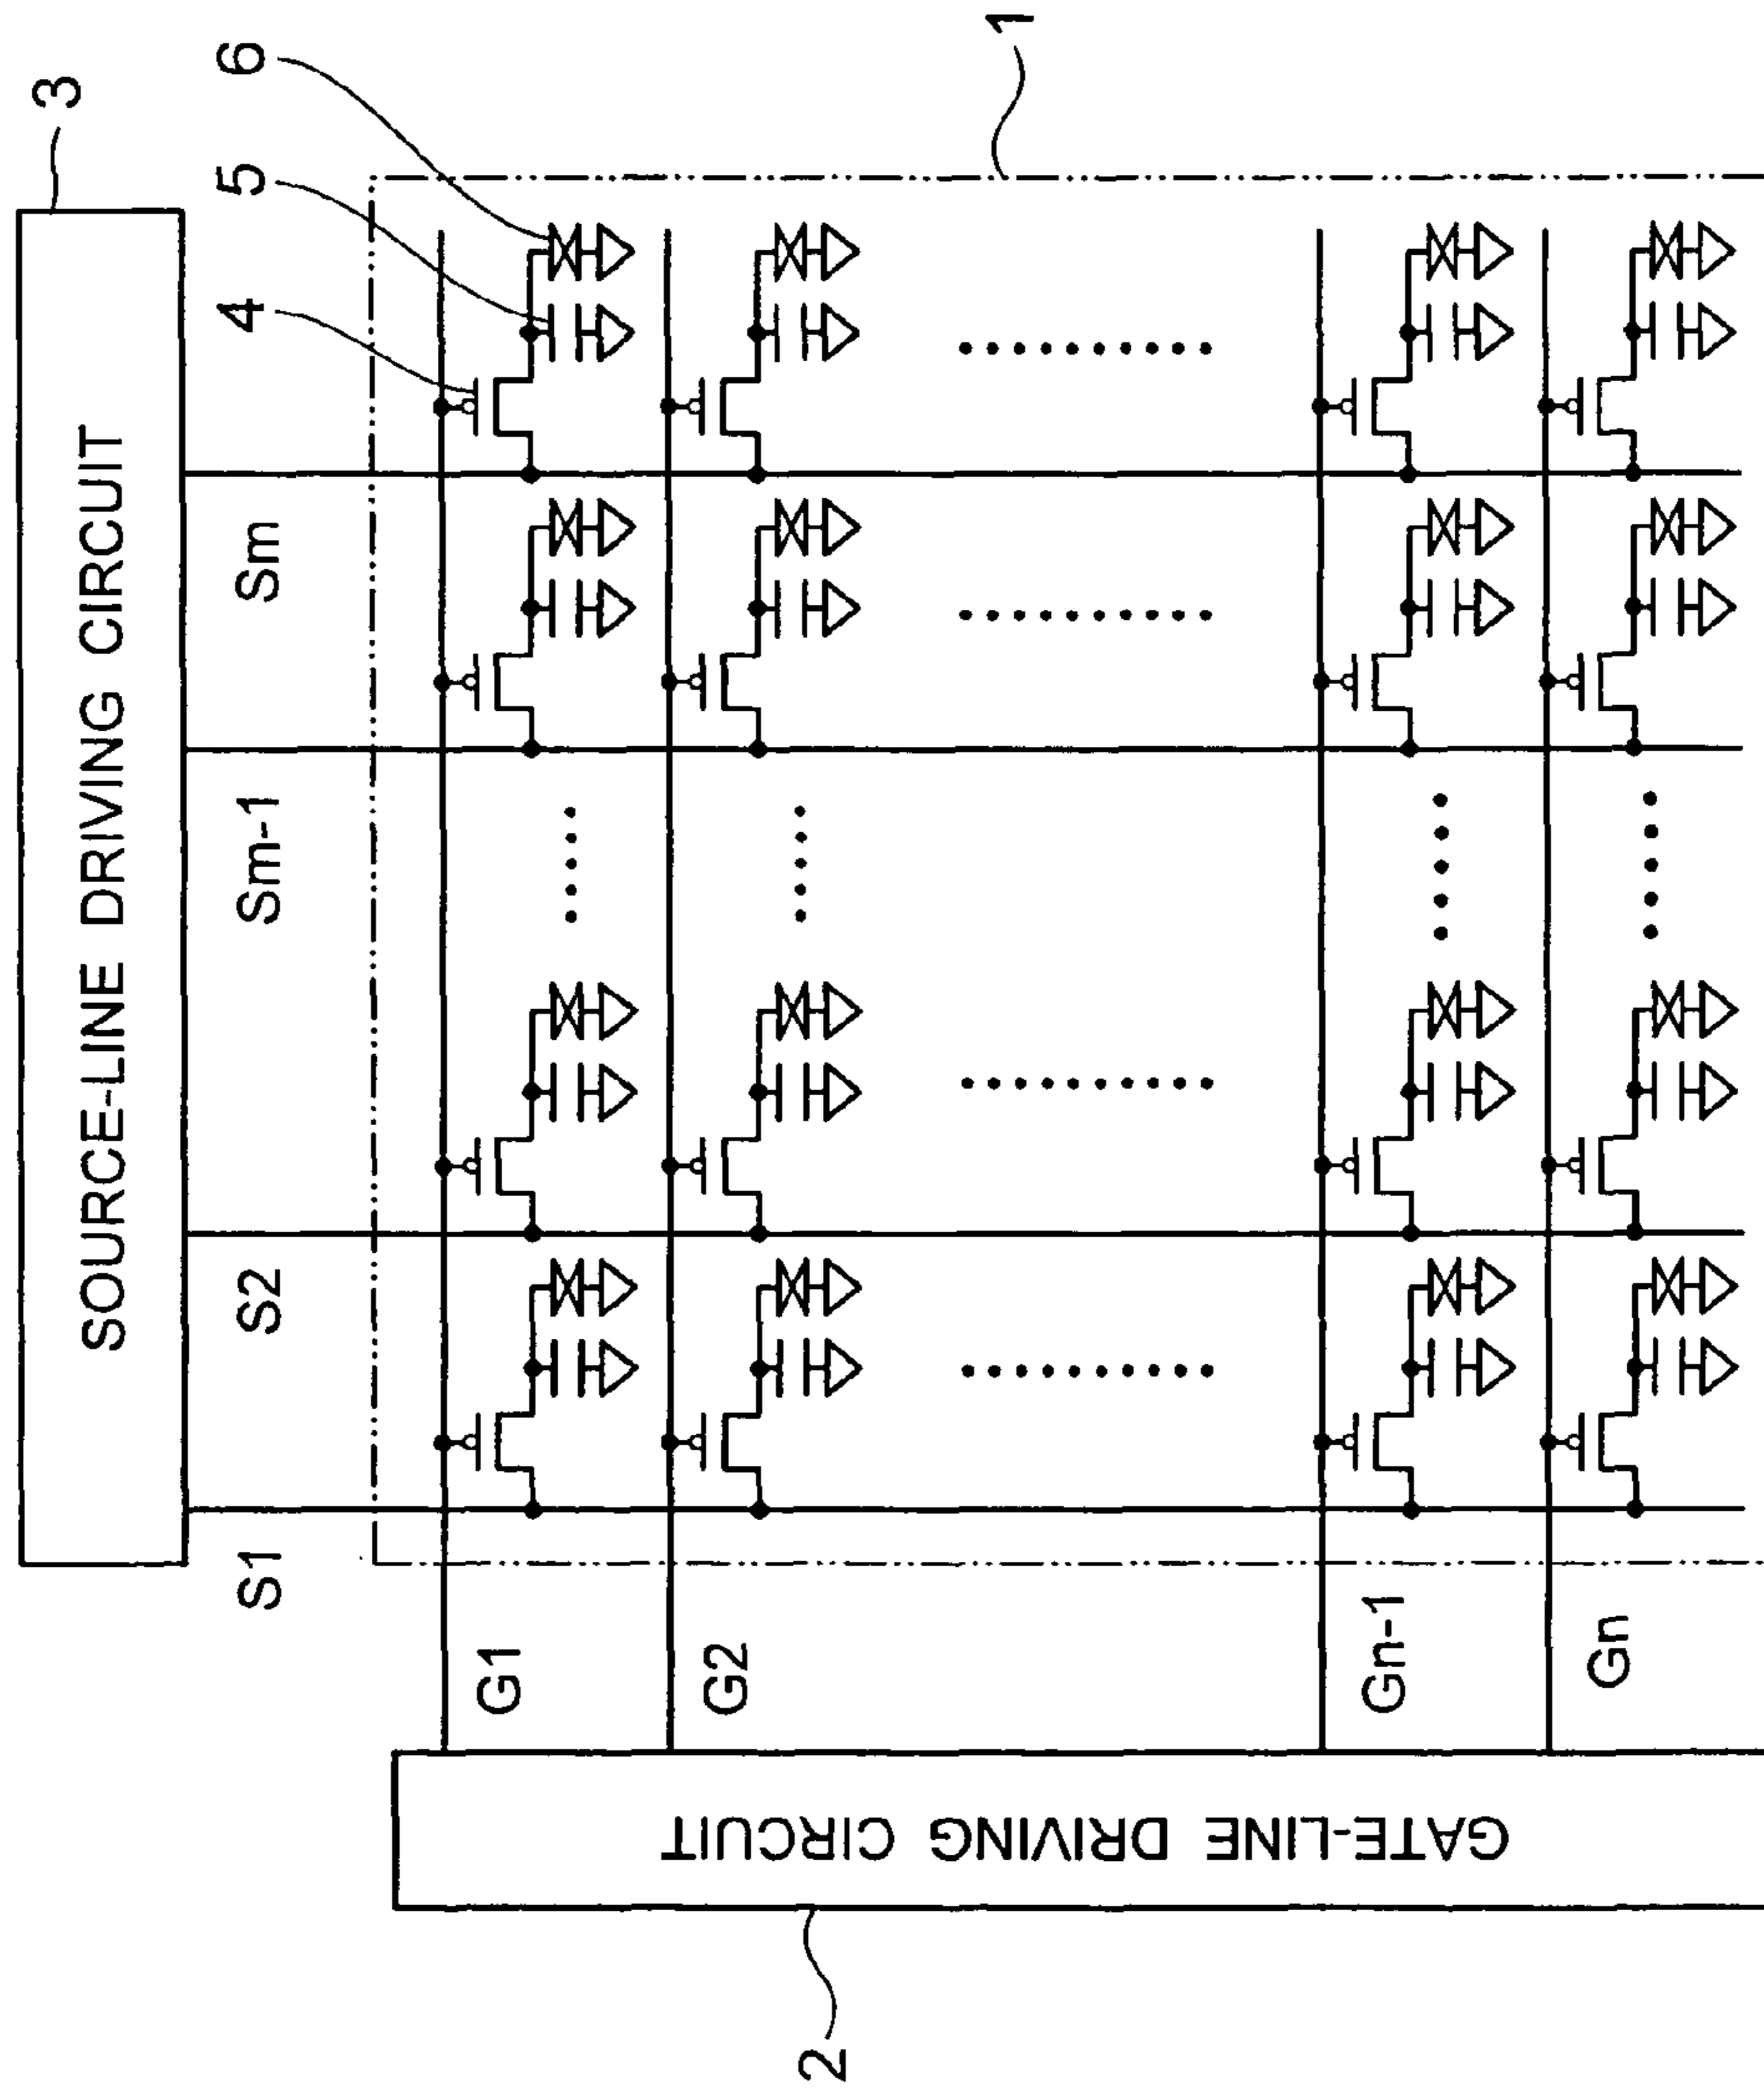 3
SOURCE-LINE DRIVING CIRCUIT
4
5
6
S1
S2
Sm-1
Sm
1
G1
G2
Gn-1
Gn
GATE-LINE DRIVING CIRCUIT
2